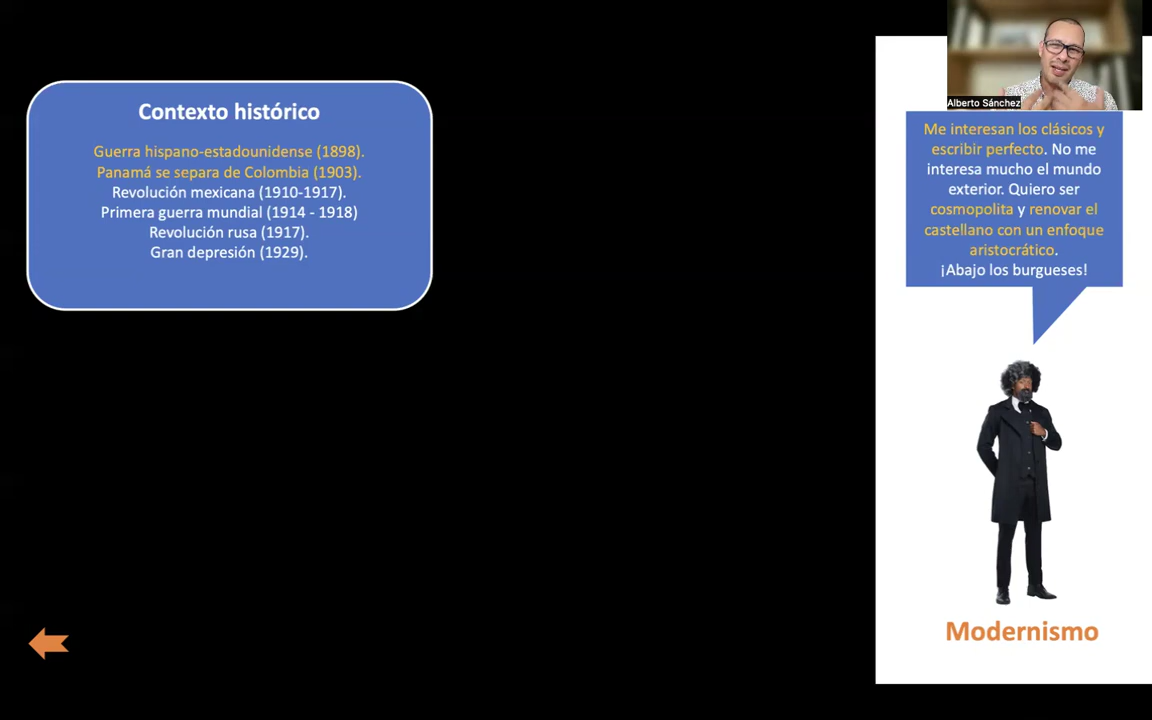 Contexto histórico
Guerra hispano-estadounidense (1898).
Panamá se separa de Colombia (1903).
Revolución mexicana (1910-1917).
Primera guerra mundial (1914 - 1918)
Revolución rusa (1917).
Gran depresión (1929).
Alberto Sánchez
Me interesan los clásicos y
escribir perfecto. No me
interesa mucho el mundo
exterior. Quiero ser
cosmopolita y renovar el
castellano con un enfoque
aristocrático.
¡Abajo los burgueses!
Modernismo